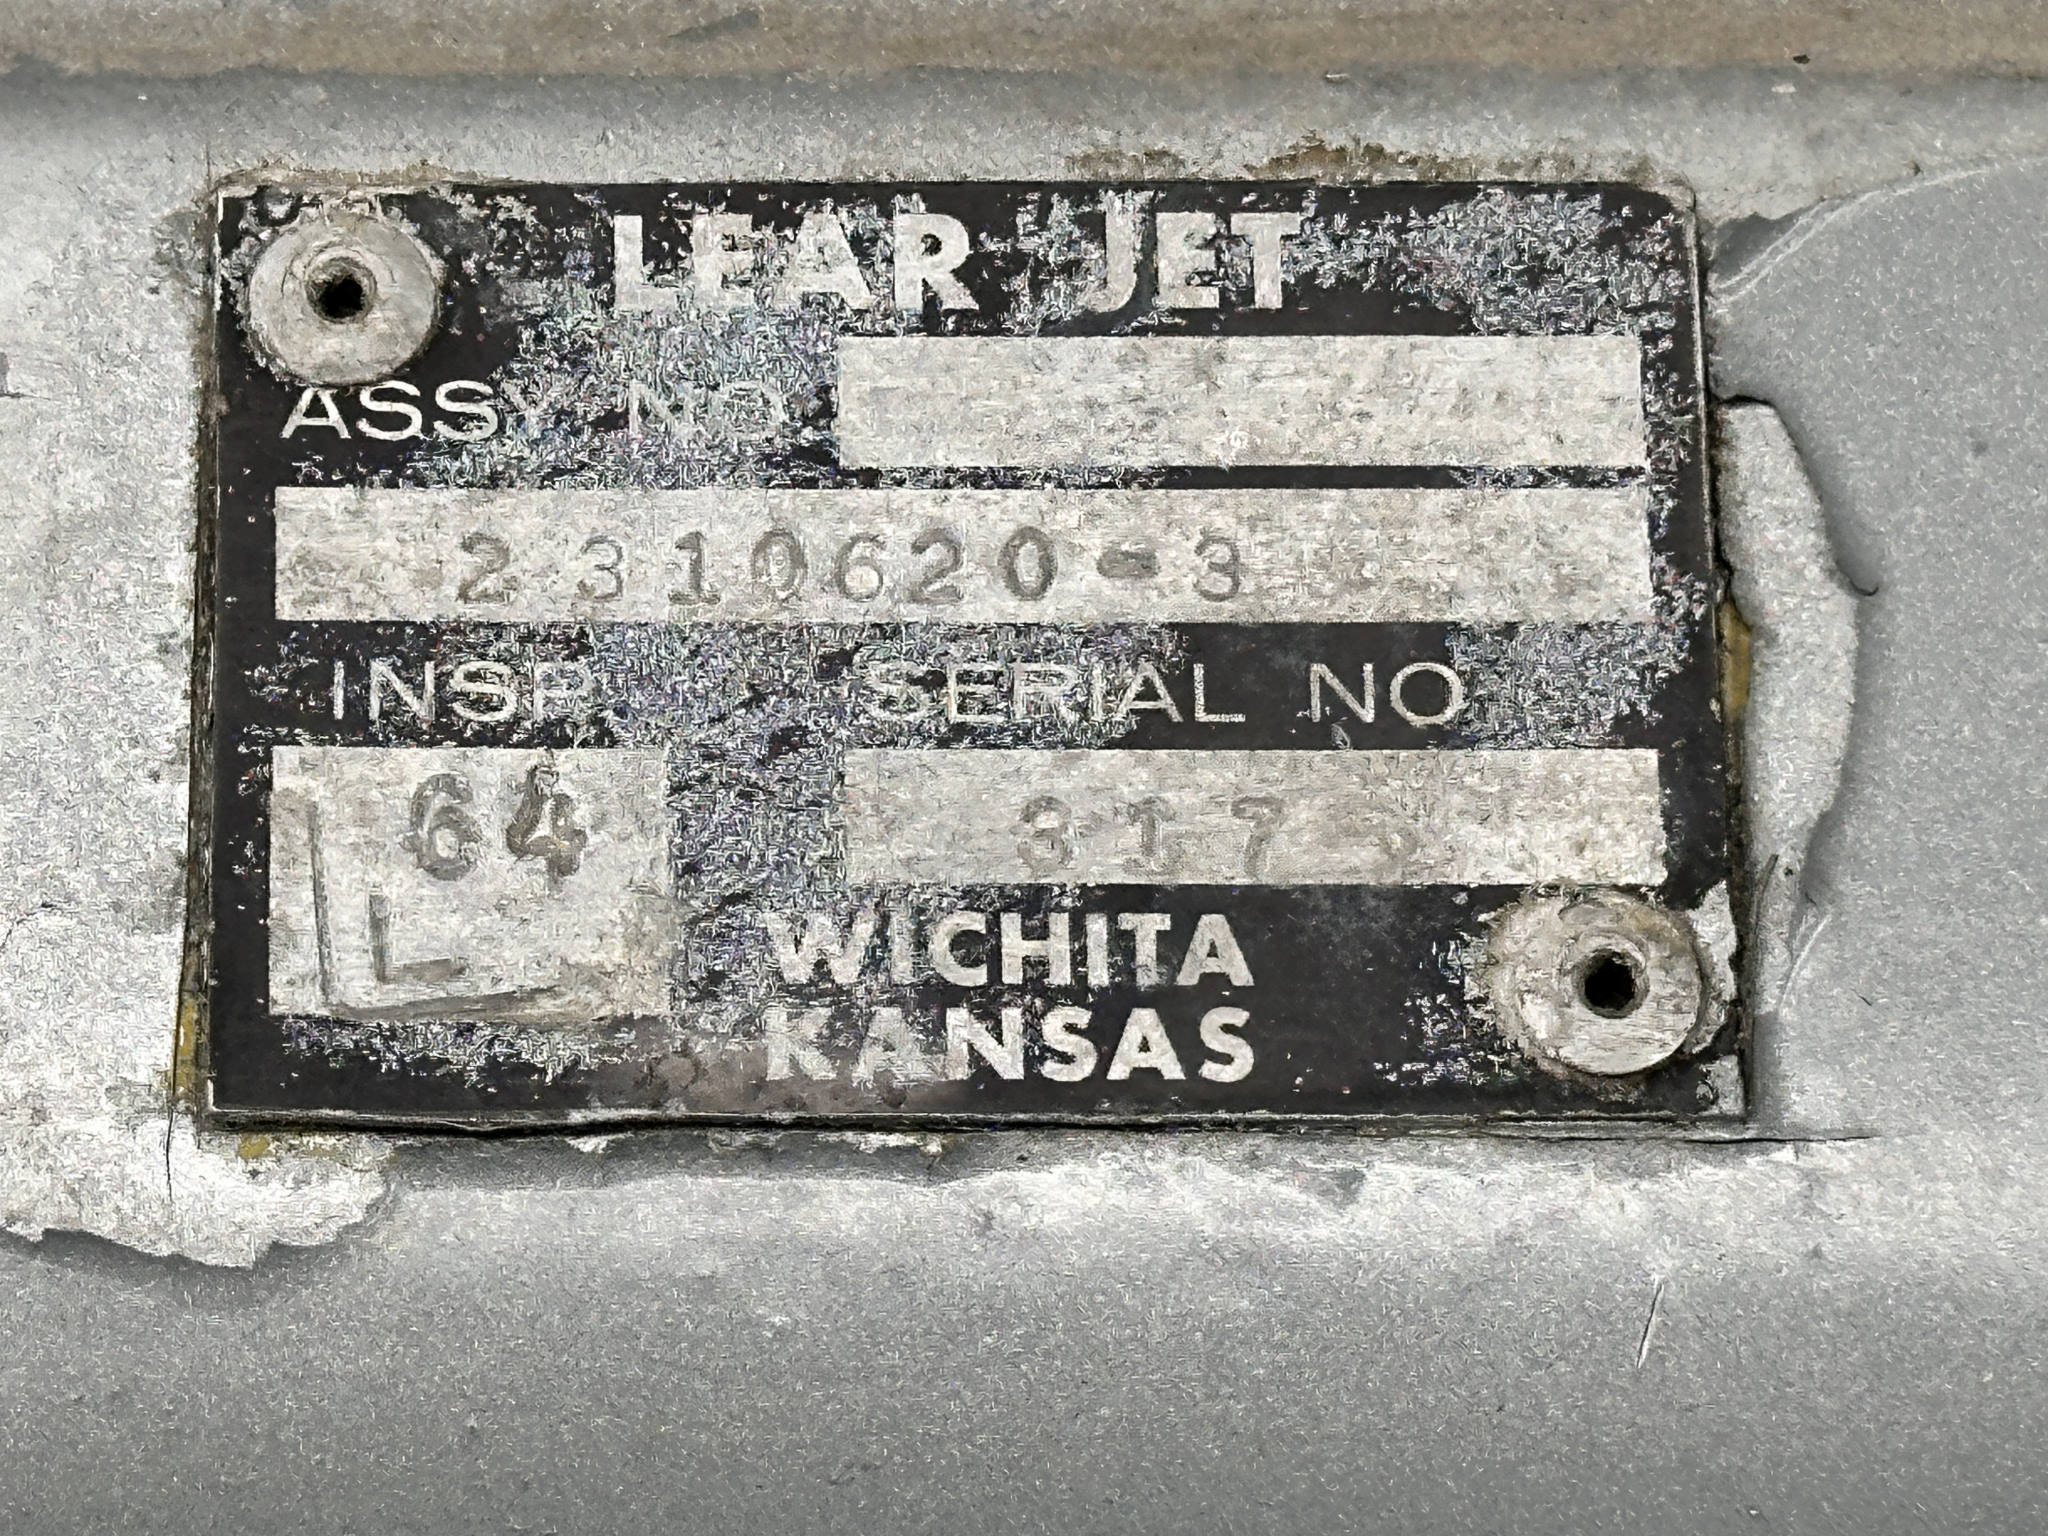 LEAR JET
ASSY NO
2310620-3
INSP SERIAL NO
64 317
L
WICHITA
KANSAS